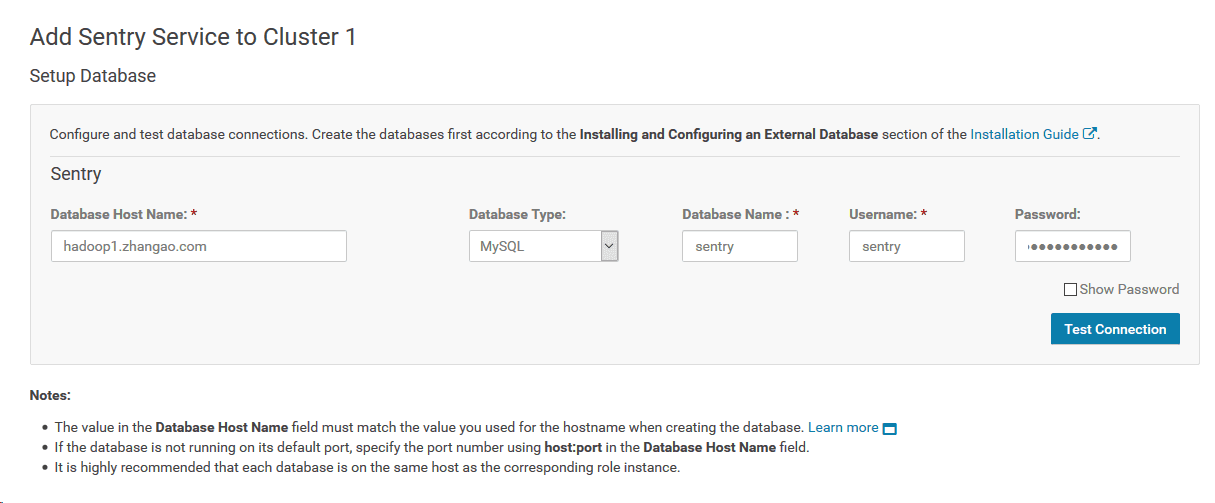 Add Sentry Service to Cluster 1
Setup Database
Configure and test database connections. Create the databases first according to the Installing and Configuring an External Database section of the Installation Guide.
Sentry
Database Host Name: * Database Type: Database Name : * Username: * Password:
hadoop1.zhangao.com MySQL sentry sentry ••••••••••••
Show Password
Test Connection
Notes:
• The value in the Database Host Name field must match the value you used for the hostname when creating the database. Learn more
• If the database is not running on its default port, specify the port number using host:port in the Database Host Name field.
• It is highly recommended that each database is on the same host as the corresponding role instance.